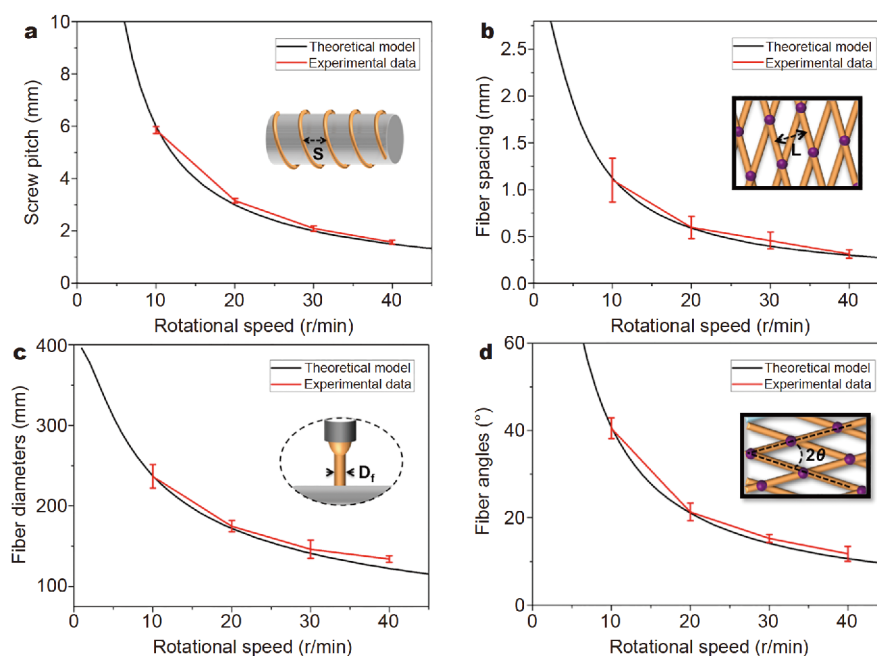 a
Screw pitch (mm)
10
8
6
4
2
0
Theoretical model
Experimental data
S
0 10 20 30 40
Rotational speed (r/min)
b
Fiber spacing (mm)
2.5
2.0
1.5
1.0
0.5
0.0
Theoretical model
Experimental data
L
0 10 20 30 40
Rotational speed (r/min)
c
Fiber diameters (mm)
400
300
200
100
Theoretical model
Experimental data
Df
0 10 20 30 40
Rotational speed (r/min)
d
Fiber angles (°)
60
40
20
0
Theoretical model
Experimental data
2θ
0 10 20 30 40
Rotational speed (r/min)